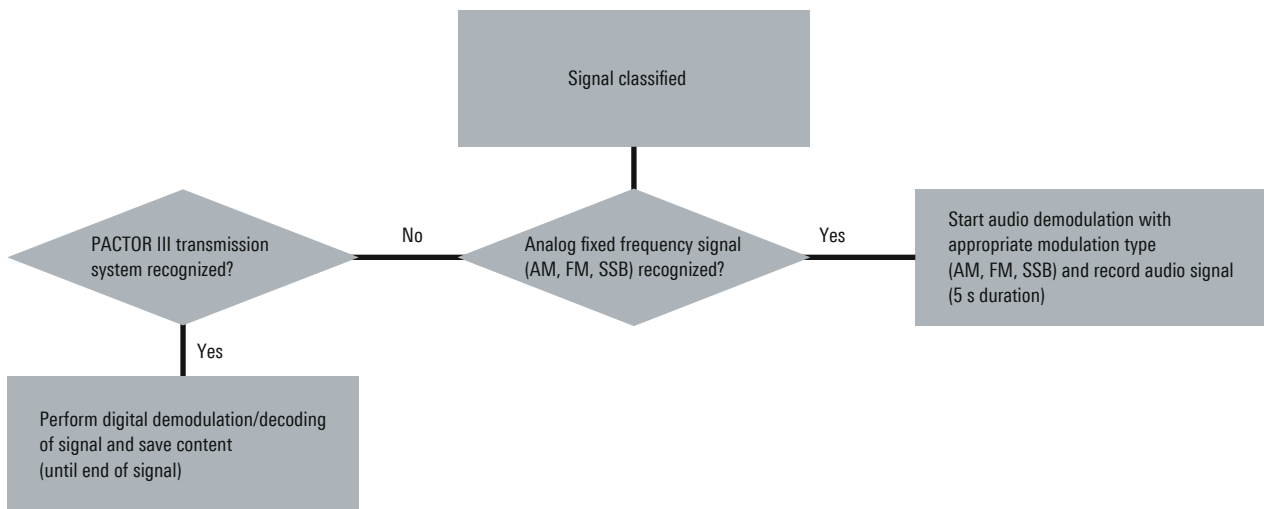 Signal classified
PACTOR III transmission
system recognized?
No
Analog fixed frequency signal
(AM, FM, SSB) recognized?
Yes
Start audio demodulation with
appropriate modulation type
(AM, FM, SSB) and record audio signal
(5 s duration)
Yes
Perform digital demodulation/decoding
of signal and save content
(until end of signal)